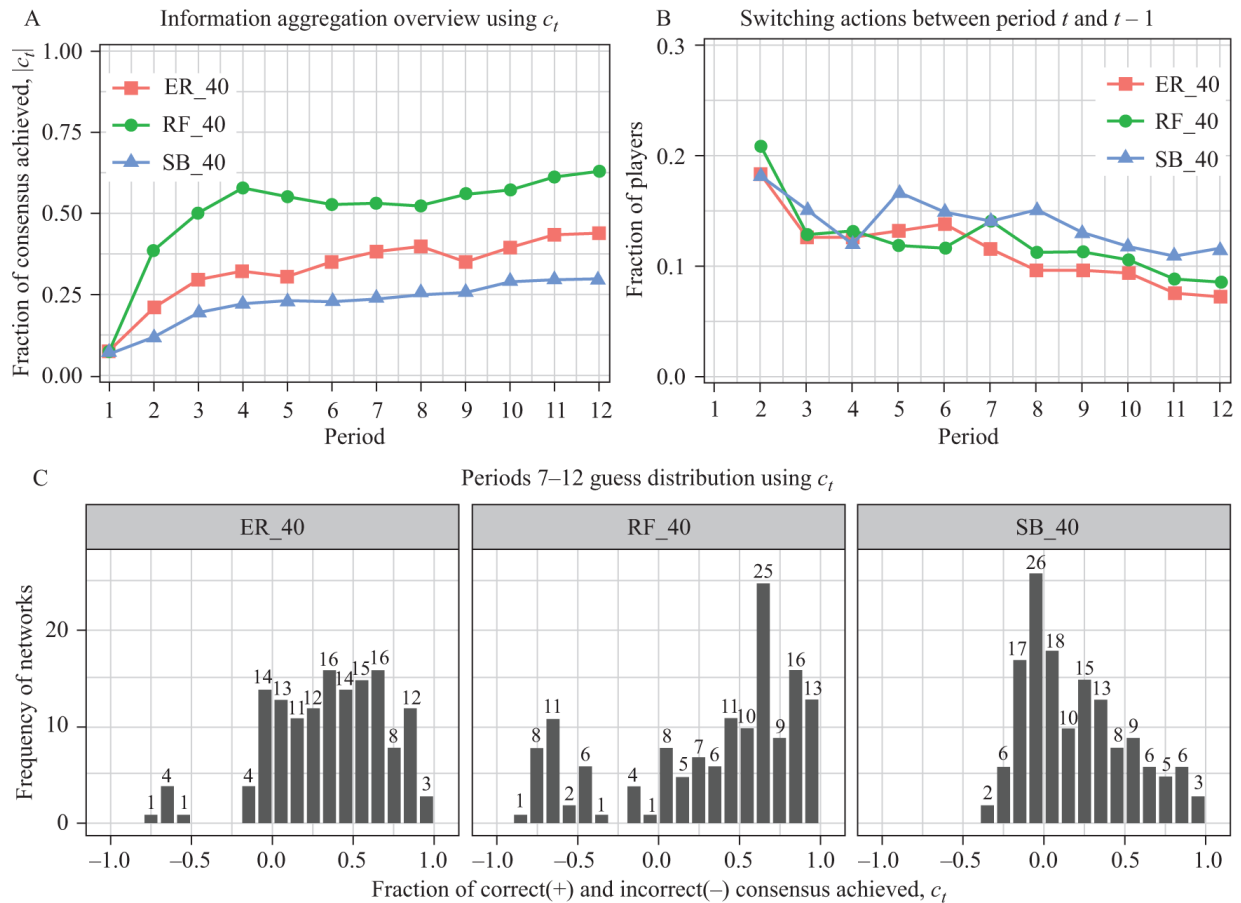 A Information aggregation overview using c_t
Fraction of consensus achieved, |c_t|
1.00
0.75
0.50
0.25
0.00
ER_40
RF_40
SB_40
1 2 3 4 5 6 7 8 9 10 11 12
Period
B Switching actions between period t and t – 1
Fraction of players
0.3
0.2
0.1
0.0
ER_40
RF_40
SB_40
1 2 3 4 5 6 7 8 9 10 11 12
Period
C Periods 7–12 guess distribution using c_t
Frequency of networks
20
10
0
ER_40
1 4 1 4 14 13 11 12 16 14 15 16 8 12 3
–1.0 –0.5 0.0 0.5 1.0
RF_40
1 8 11 2 6 1 4 1 8 5 7 6 11 10 25 9 16 13
–1.0 –0.5 0.0 0.5 1.0
SB_40
2 6 17 26 18 10 15 13 8 9 6 5 6 3
–1.0 –0.5 0.0 0.5 1.0
Fraction of correct(+) and incorrect(–) consensus achieved, c_t